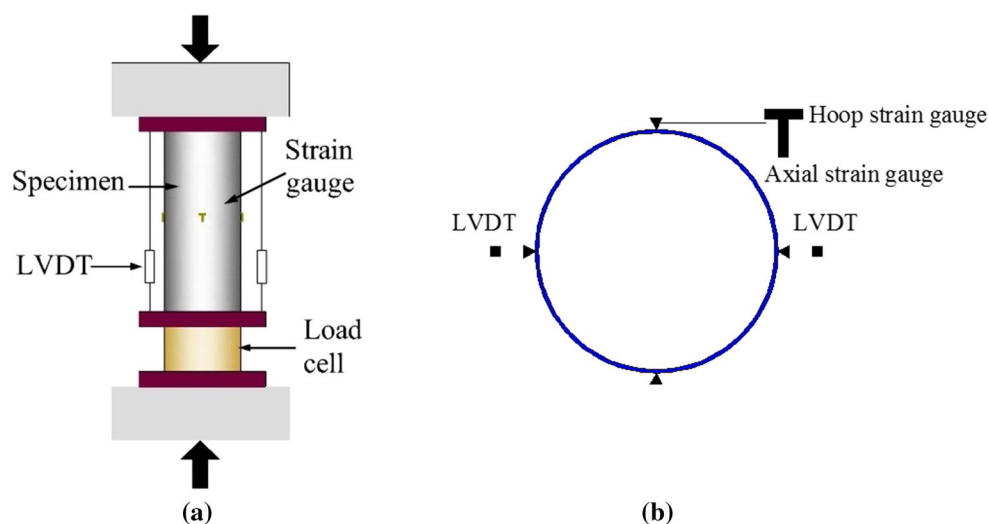 Specimen
Strain
gauge
LVDT
Load
cell
(a)
Hoop strain gauge
Axial strain gauge
LVDT
LVDT
(b)